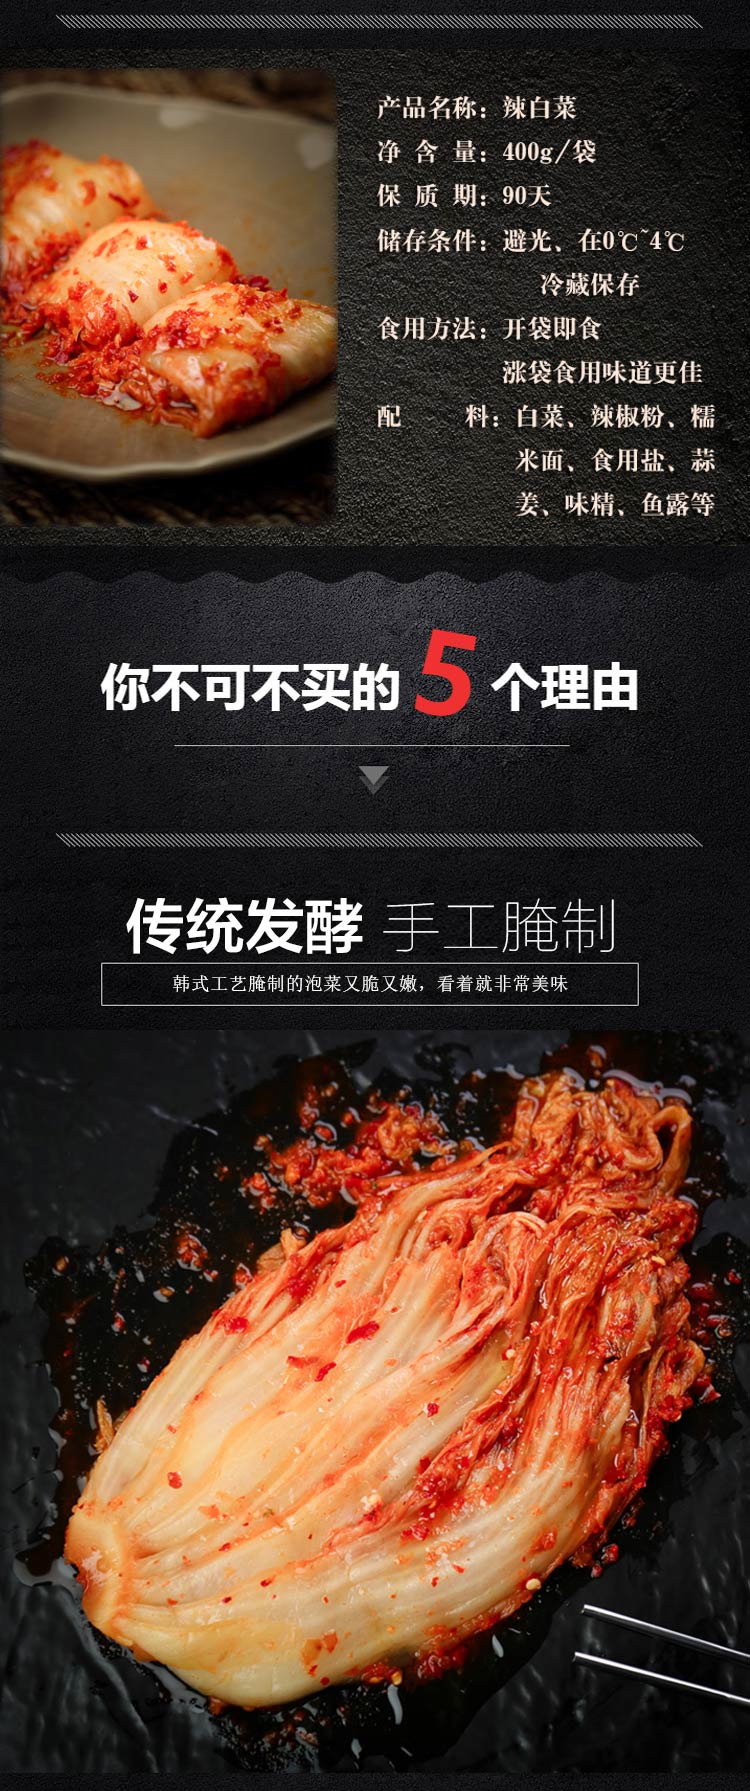 产品名称：辣白菜
净含量：400g/袋
保质期：90天
储存条件：避光、在0℃~4℃
冷藏保存
食用方法：开袋即食
涨袋食用味道更佳
配料：白菜、辣椒粉、糯
米面、食用盐、蒜
姜、味精、鱼露等
你不可不买的5个理由
传统发酵 手工腌制
韩式工艺腌制的泡菜又脆又嫩，看着就非常美味